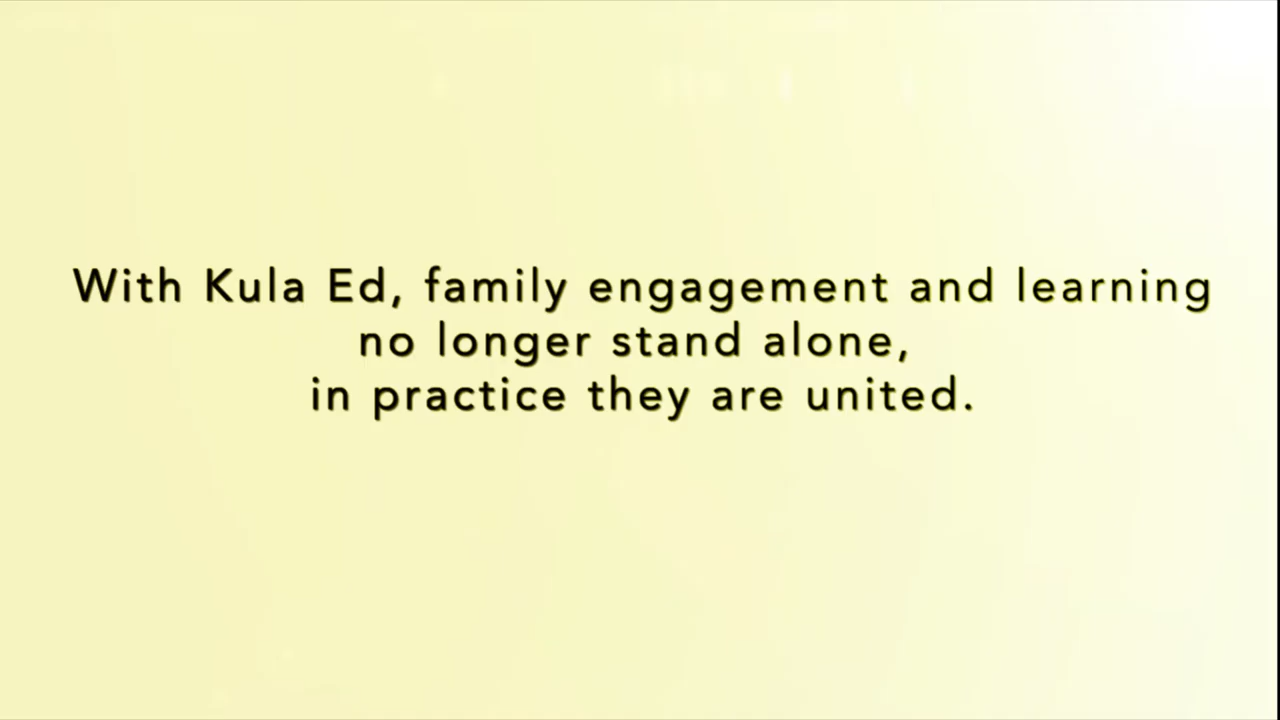 With Kula Ed, family engagement and learning
no longer stand alone,
in practice they are united.